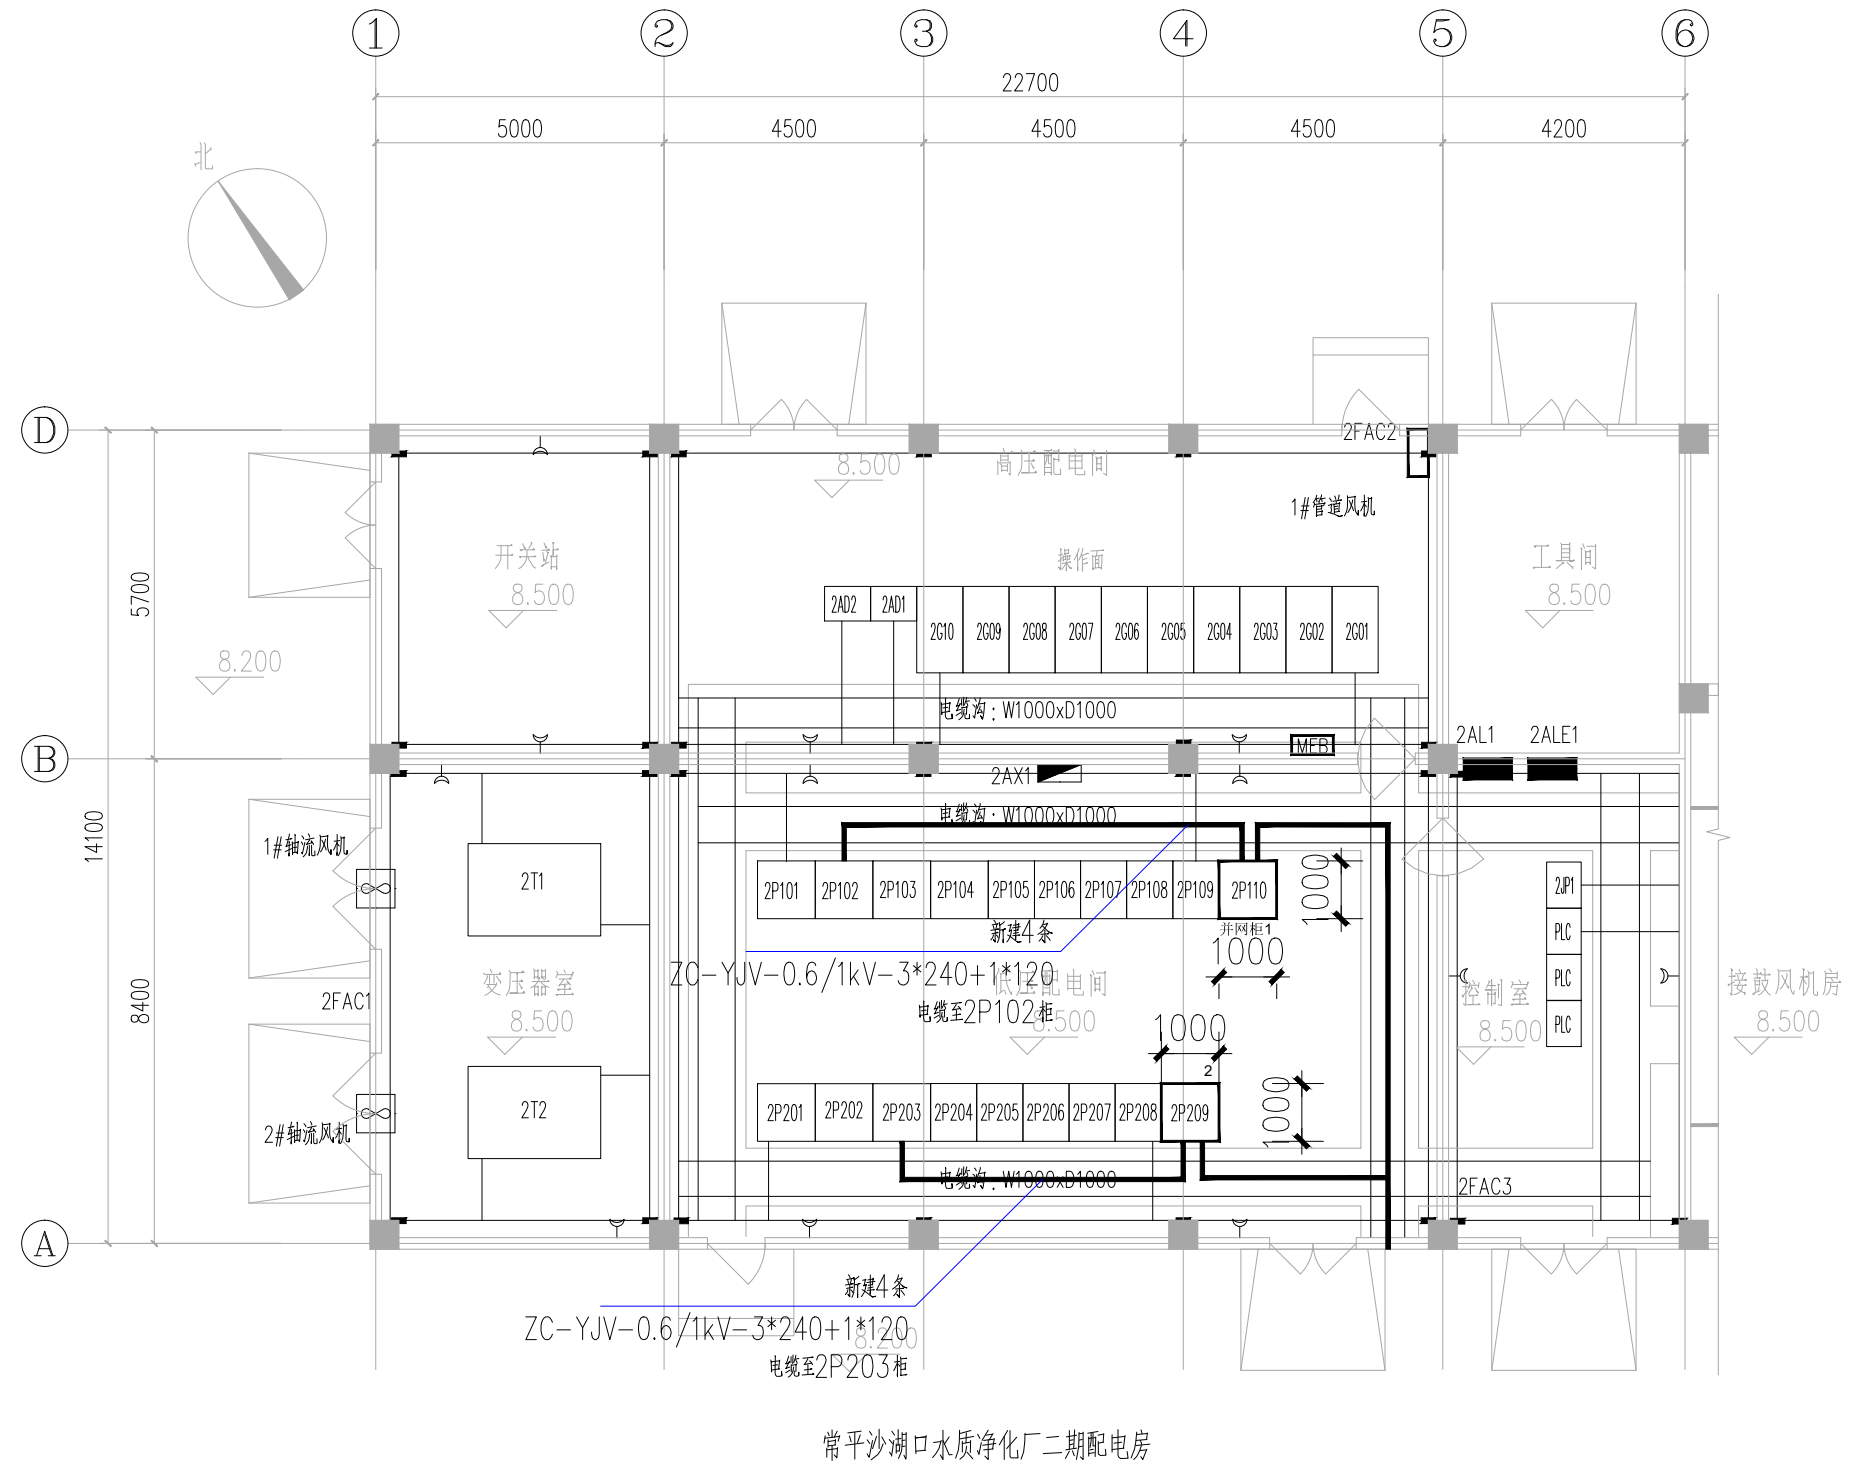 1 2 3 4 5 6
22700
5000 4500 4500 4500 4200
北
D
2FAC2
8.500 高压配电间
1#管道风机
开关站
8.500
操作面
工具间
8.500
5700
2AD2 2AD1 2G10 2G09 2G08 2G07 2G06 2G05 2G04 2G03 2G02 2G01
8.200
电缆沟：W1000xD1000
MEB
2AL1 2ALE1
B
2AX1
电缆沟：W1000xD1000
14100
1#轴流风机
2T1
2P101 2P102 2P103 2P104 2P105 2P106 2P107 2P108 2P109 2P110
1000
2JP1
PLC
PLC
PLC
并网柜1
1000
新建4条
ZC-YJV-0.6/1kV-3*240+1*120
电缆至2P102柜
变压器室
8.500
2FAC1
8400
低压配电间
8.500
控制室
8.500
接鼓风机房
8.500
1000
2
1000
2T2
2P201 2P202 2P203 2P204 2P205 2P206 2P207 2P208 2P209
2#轴流风机
电缆沟：W1000xD1000
2FAC3
A
新建4条
ZC-YJV-0.6/1kV-3*240+1*120
8.200
电缆至2P203柜
常平沙湖口水质净化厂二期配电房